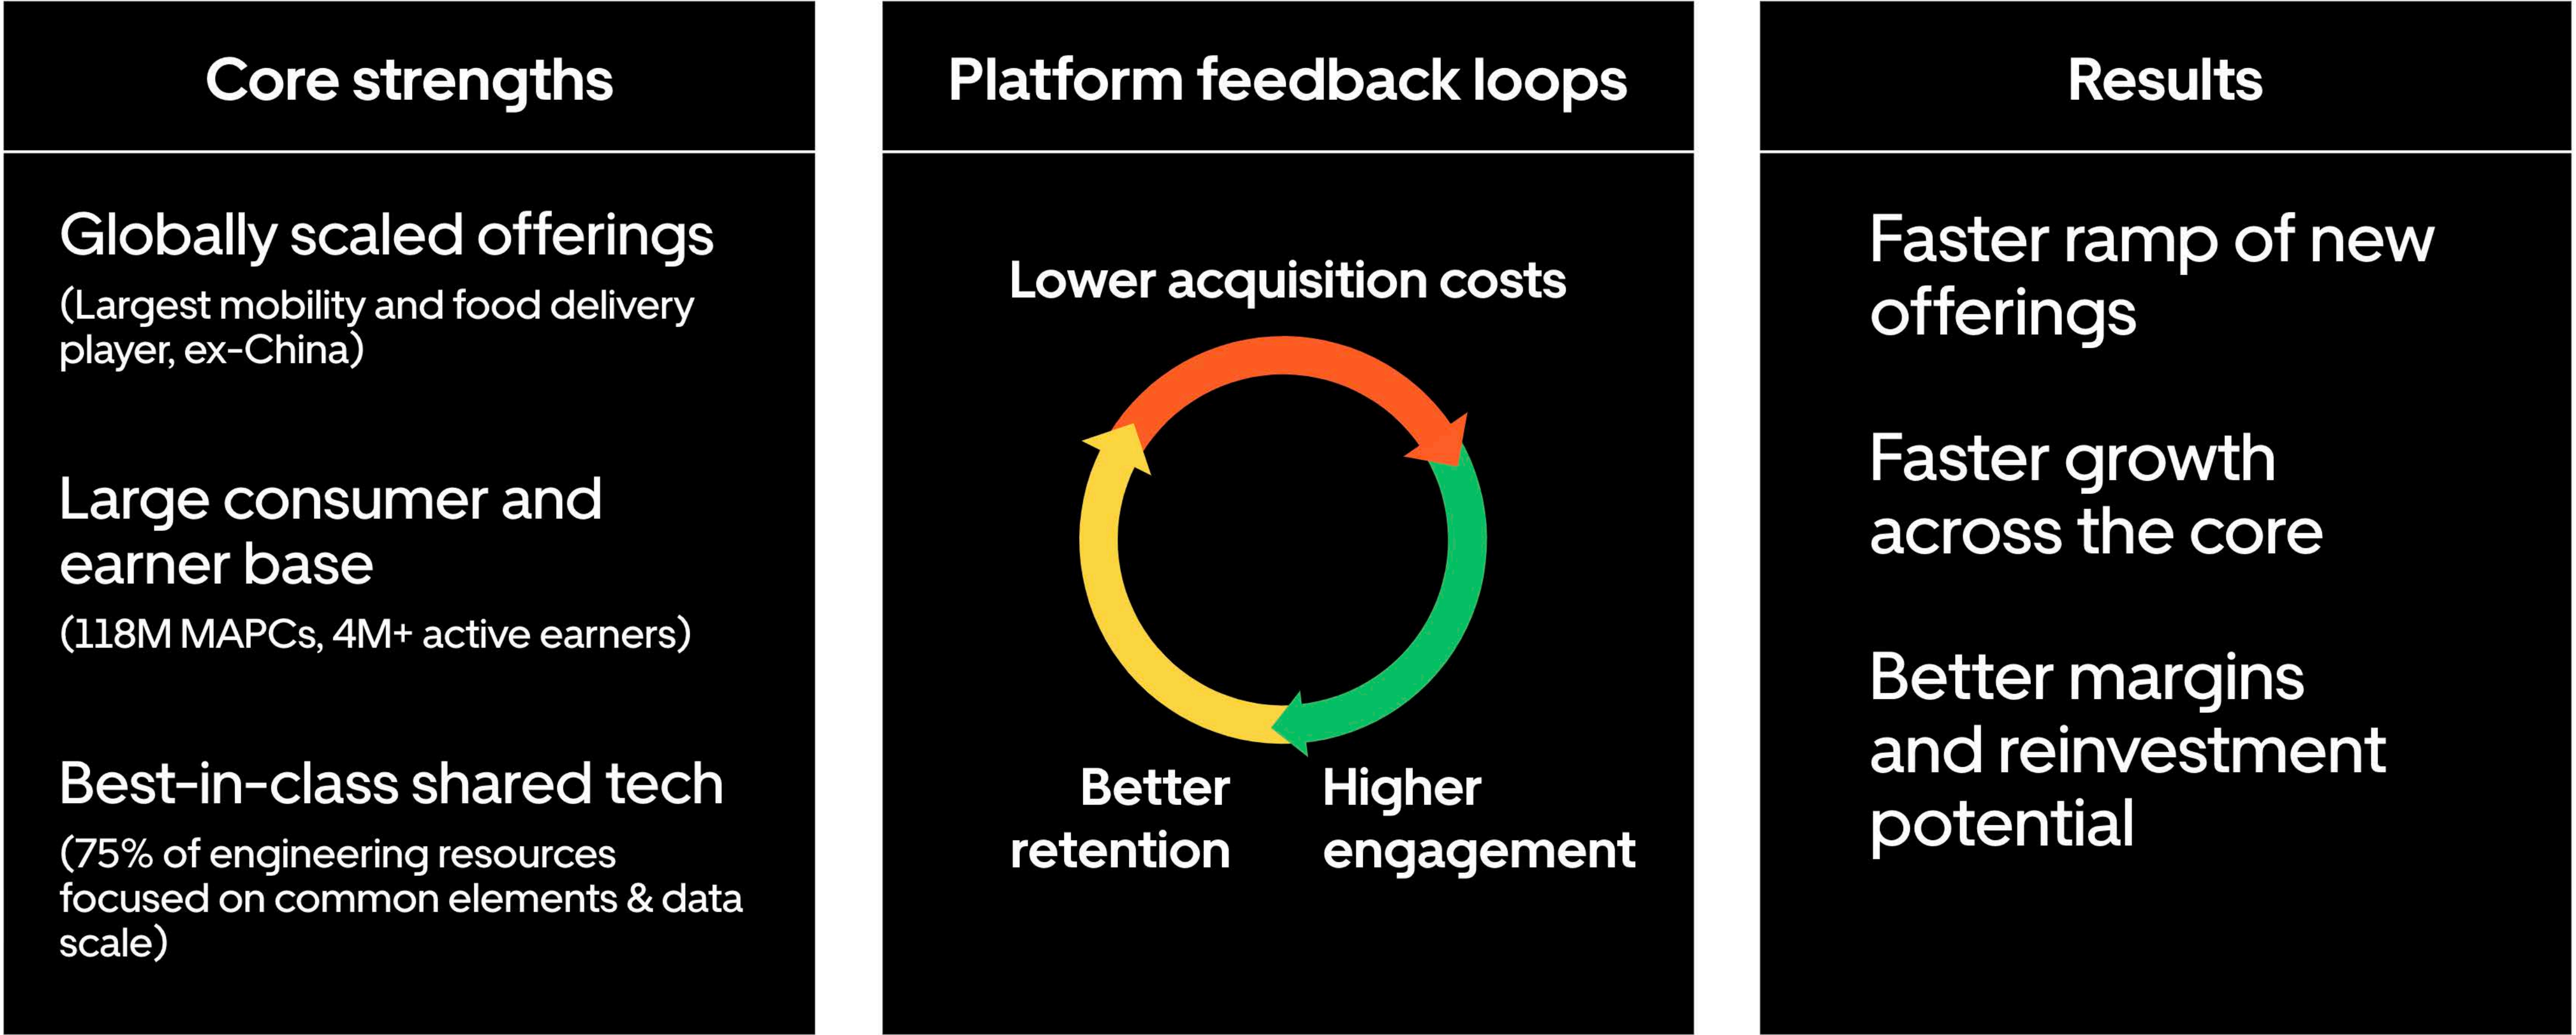 Core strengths
Globally scaled offerings
(Largest mobility and food delivery
player, ex-China)
Large consumer and
earner base
(118M MAPCs, 4M+ active earners)
Best-in-class shared tech
(75% of engineering resources
focused on common elements & data
scale)
Platform feedback loops
Lower acquisition costs
Better
retention
Higher
engagement
Results
Faster ramp of new
offerings
Faster growth
across the core
Better margins
and reinvestment
potential